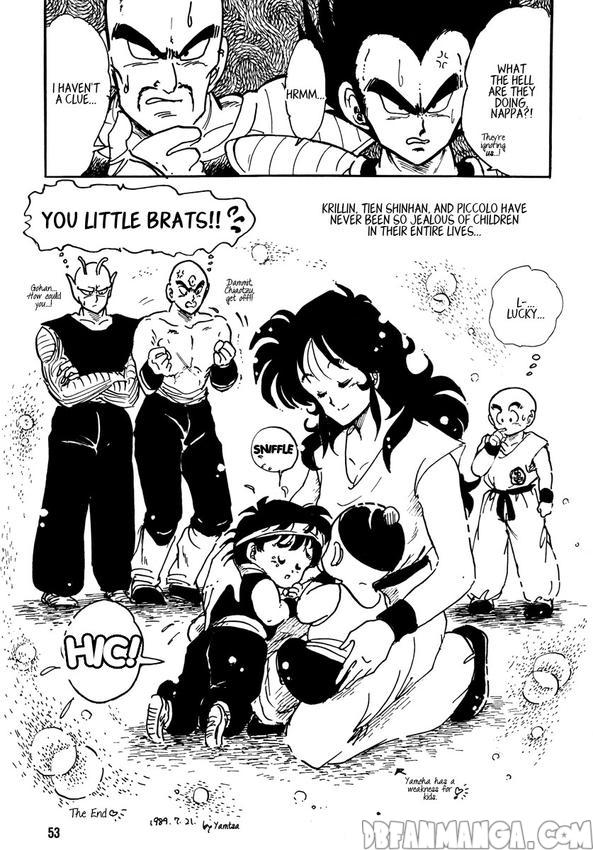 I HAVEN'T
A CLUE...
HRMM...
WHAT
THE HELL
ARE THEY
DOING,
NAPPA?!
They're
ignoring
us...!
YOU LITTLE BRATS!!
KRILLIN, TIEN SHINHAN, AND PICCOLO HAVE
NEVER BEEN SO JEALOUS OF CHILDREN
IN THEIR ENTIRE LIVES...
Gohan...
How could
you...!
Dammit,
Chiaotzu,
get off!!
L-...
LUCKY...
SNIFFLE
HIC!
Yamcha has a
weakness for
kids.
The End
1989.7.21. by Yamtsa
53
DBFANMANGA.COM